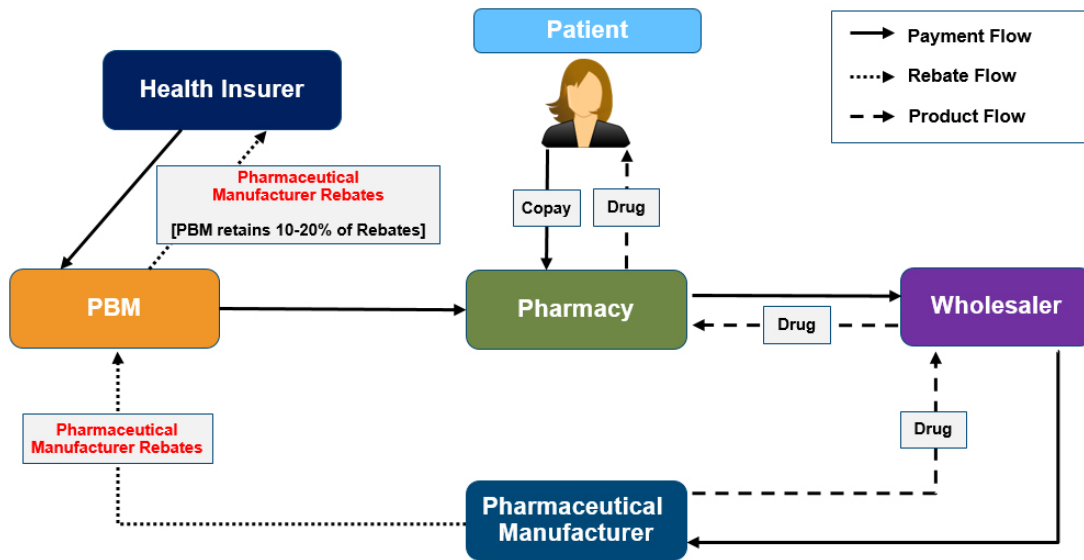 Patient
Health Insurer
Payment Flow
Rebate Flow
Product Flow
Pharmaceutical
Manufacturer Rebates
[PBM retains 10-20% of Rebates]
Copay
Drug
PBM
Pharmacy
Drug
Wholesaler
Pharmaceutical
Manufacturer Rebates
Drug
Pharmaceutical
Manufacturer